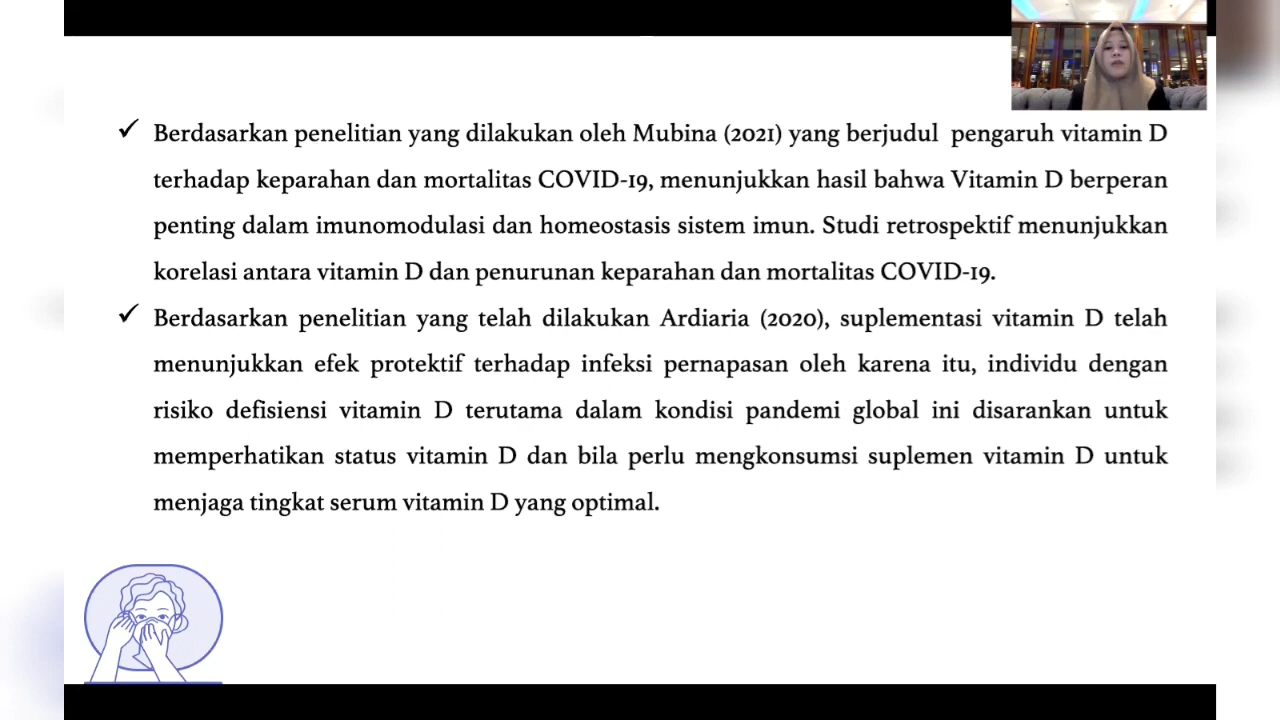 ✓ Berdasarkan penelitian yang dilakukan oleh Mubina (2021) yang berjudul pengaruh vitamin D
terhadap keparahan dan mortalitas COVID-19, menunjukkan hasil bahwa Vitamin D berperan
penting dalam imunomodulasi dan homeostasis sistem imun. Studi retrospektif menunjukkan
korelasi antara vitamin D dan penurunan keparahan dan mortalitas COVID-19.
✓ Berdasarkan penelitian yang telah dilakukan Ardiaria (2020), suplementasi vitamin D telah
menunjukkan efek protektif terhadap infeksi pernapasan oleh karena itu, individu dengan
risiko defisiensi vitamin D terutama dalam kondisi pandemi global ini disarankan untuk
memperhatikan status vitamin D dan bila perlu mengkonsumsi suplemen vitamin D untuk
menjaga tingkat serum vitamin D yang optimal.